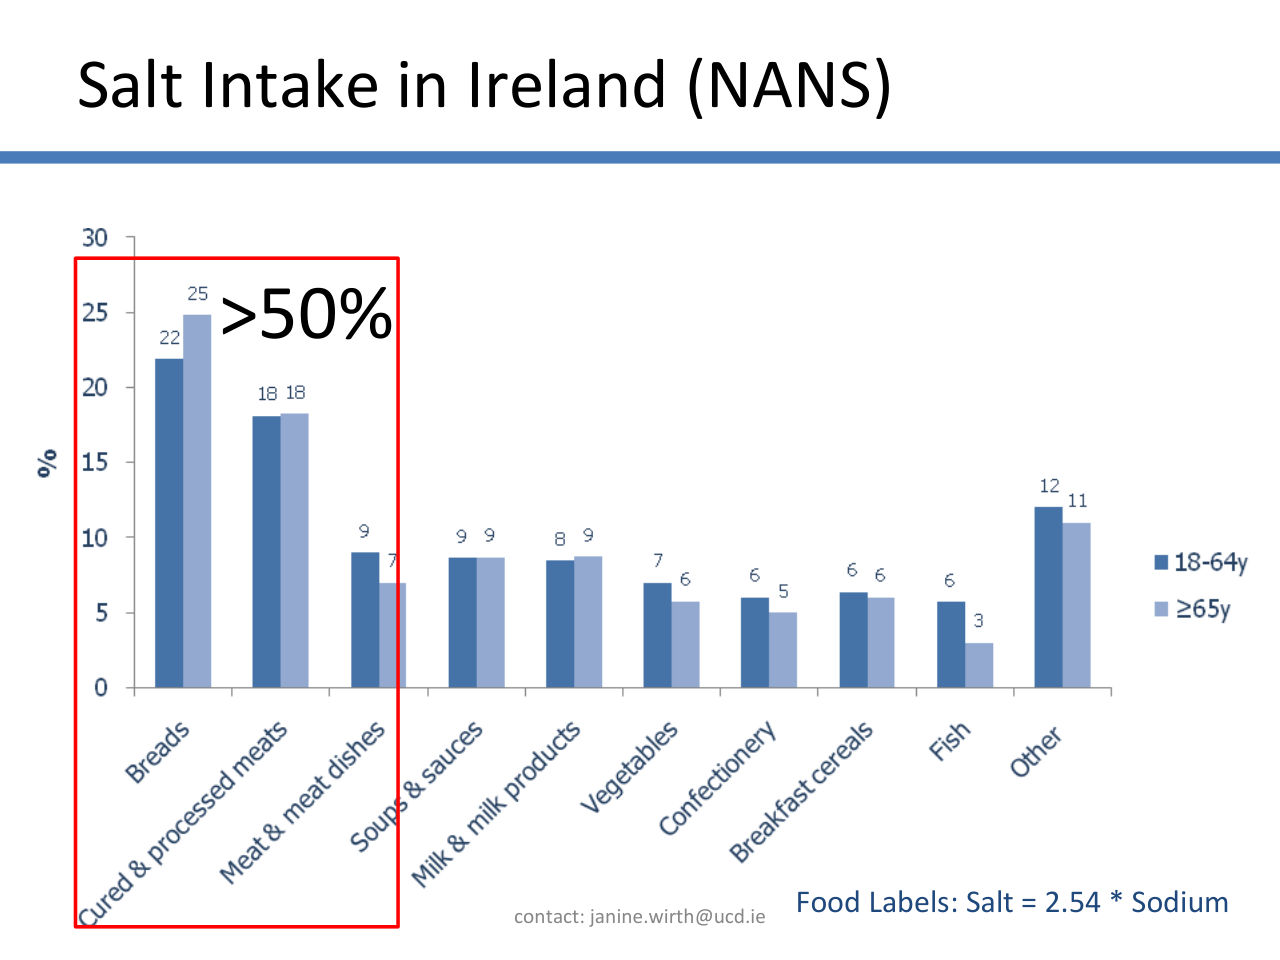 Salt Intake in Ireland (NANS)
30
25
20
15
10
5
0
%
>50%
22 25
18 18
9 7
9 9
8 9
7 6
6 5
6 6
6 3
12 11
18-64y
≥65y
Breads
Cured & processed meats
Meat & meat dishes
Soups & sauces
Milk & milk products
Vegetables
Confectionery
Breakfast cereals
Fish
Other
Food Labels: Salt = 2.54 * Sodium
contact: janine.wirth@ucd.ie